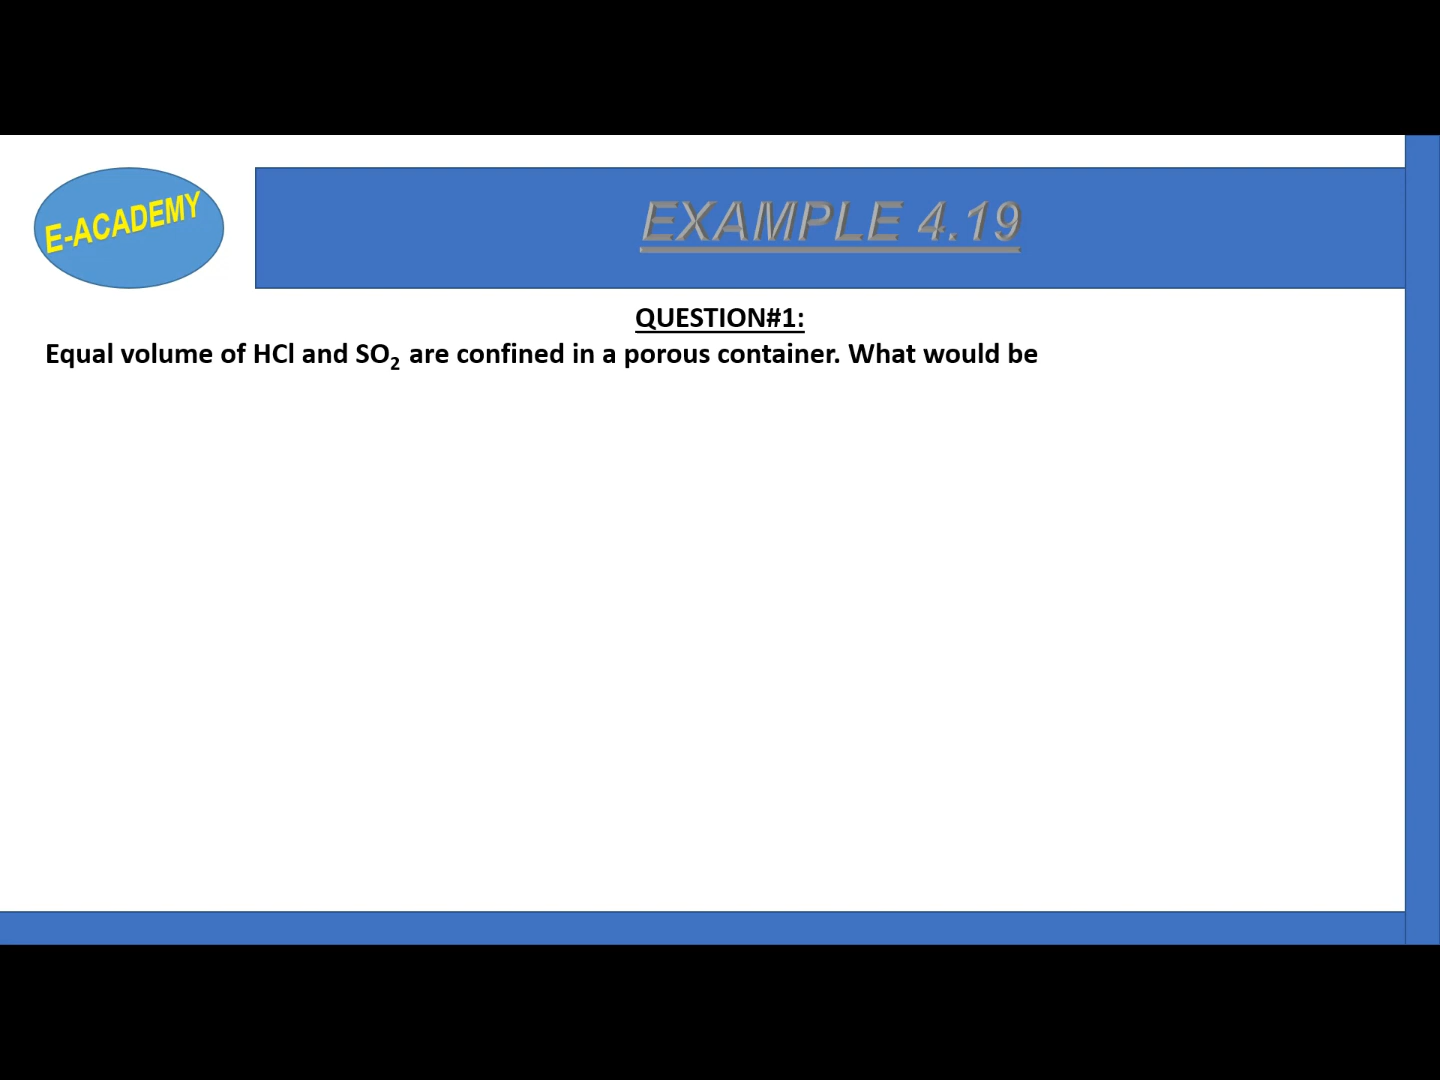 E-ACADEMY
EXAMPLE 4.19
QUESTION#1:
Equal volume of HCl and SO₂ are confined in a porous container. What would be